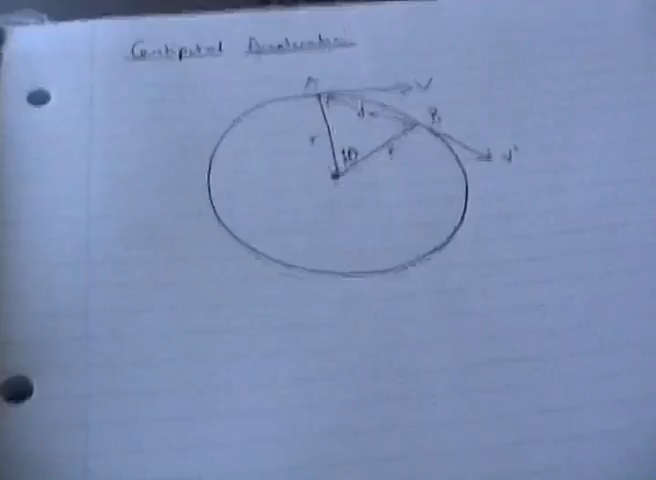 Centripetal Acceleration
A
V
d
B
r
θ
r
V'